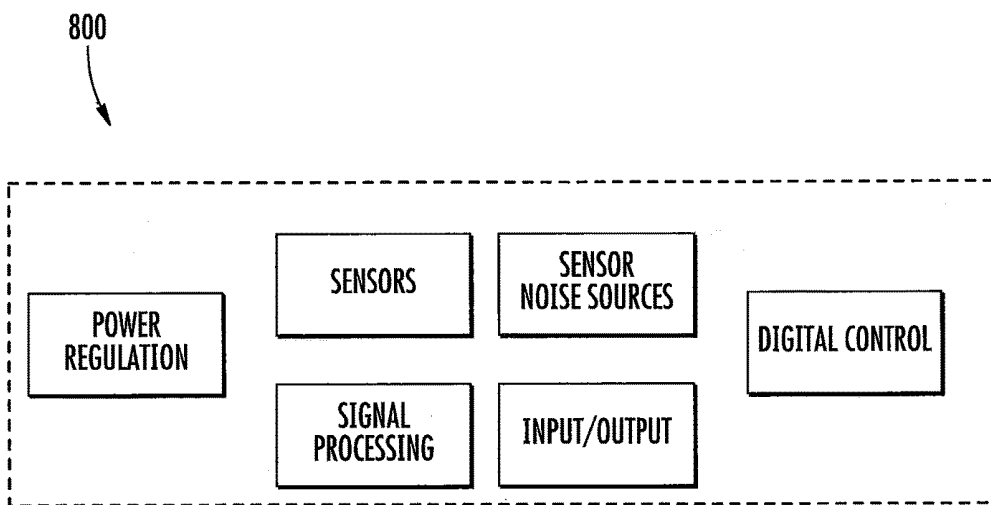 800
SENSORS
SENSOR
NOISE SOURCES
POWER
REGULATION
DIGITAL CONTROL
SIGNAL
PROCESSING
INPUT/OUTPUT